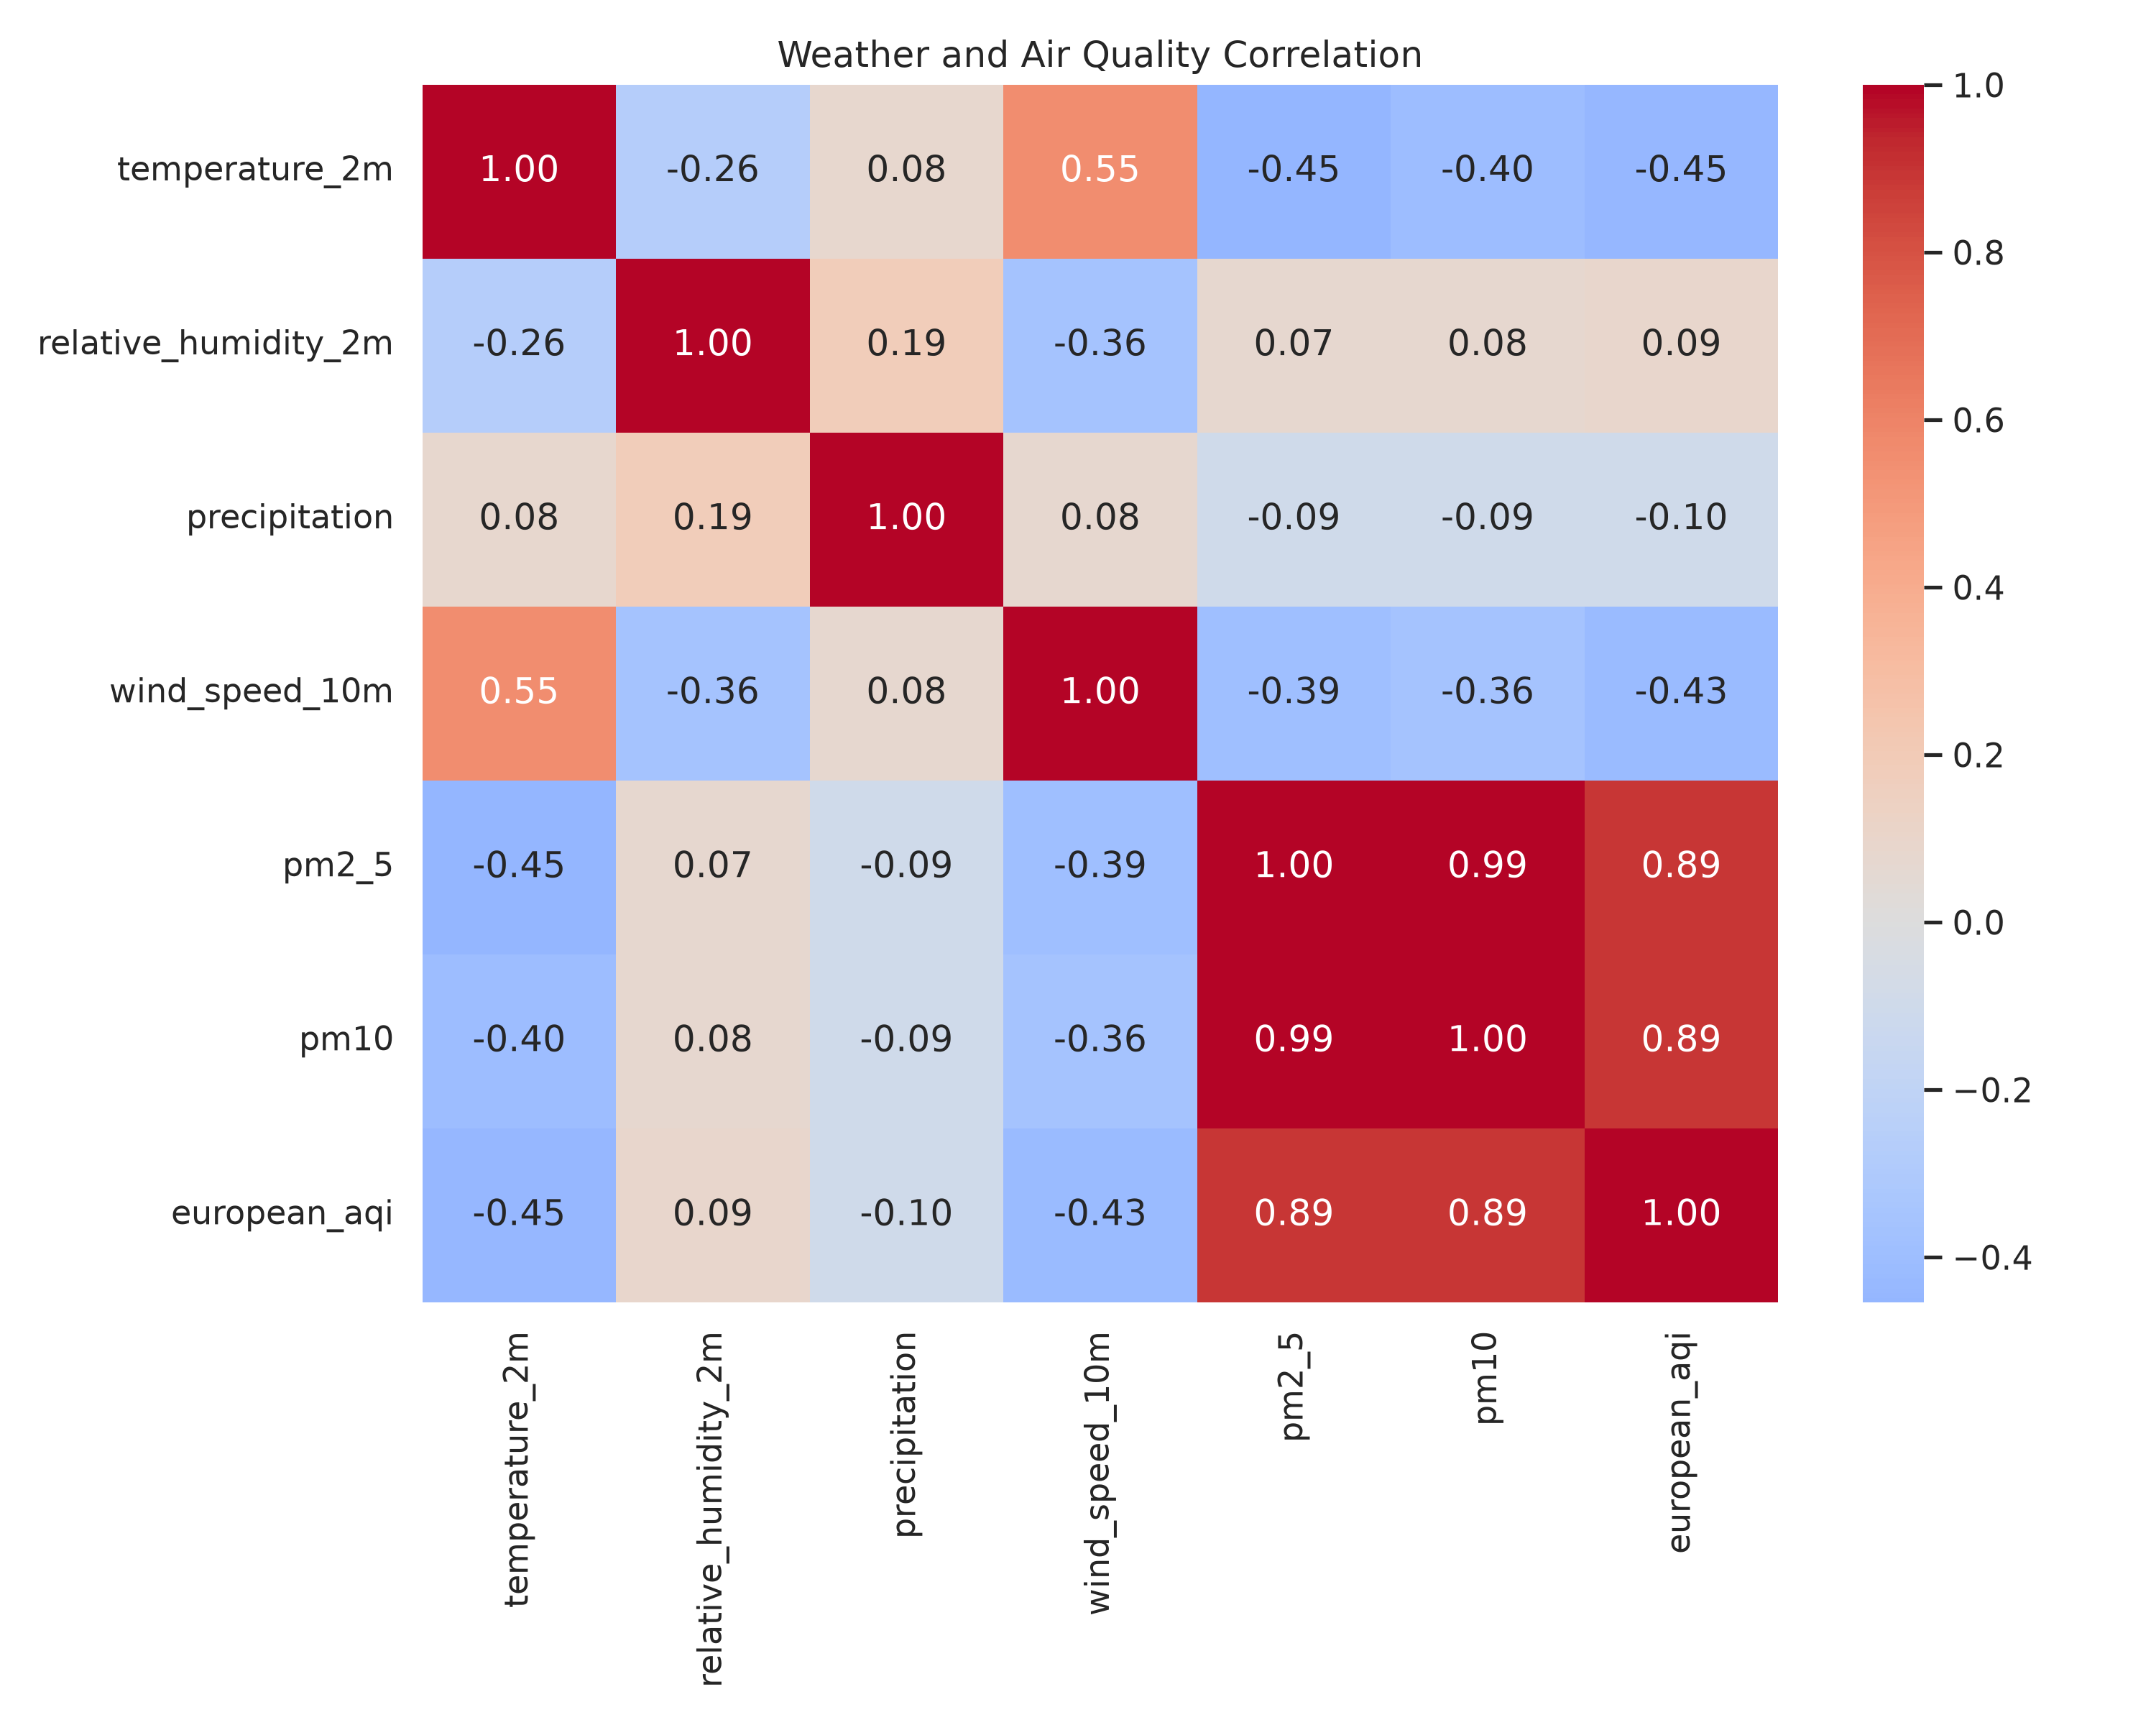 Weather and Air Quality Correlation
temperature_2m 1.00 -0.26 0.08 0.55 -0.45 -0.40 -0.45
relative_humidity_2m -0.26 1.00 0.19 -0.36 0.07 0.08 0.09
precipitation 0.08 0.19 1.00 0.08 -0.09 -0.09 -0.10
wind_speed_10m 0.55 -0.36 0.08 1.00 -0.39 -0.36 -0.43
pm2_5 -0.45 0.07 -0.09 -0.39 1.00 0.99 0.89
pm10 -0.40 0.08 -0.09 -0.36 0.99 1.00 0.89
european_aqi -0.45 0.09 -0.10 -0.43 0.89 0.89 1.00
temperature_2m
relative_humidity_2m
precipitation
wind_speed_10m
pm2_5
pm10
european_aqi
1.0
0.8
0.6
0.4
0.2
0.0
−0.2
−0.4